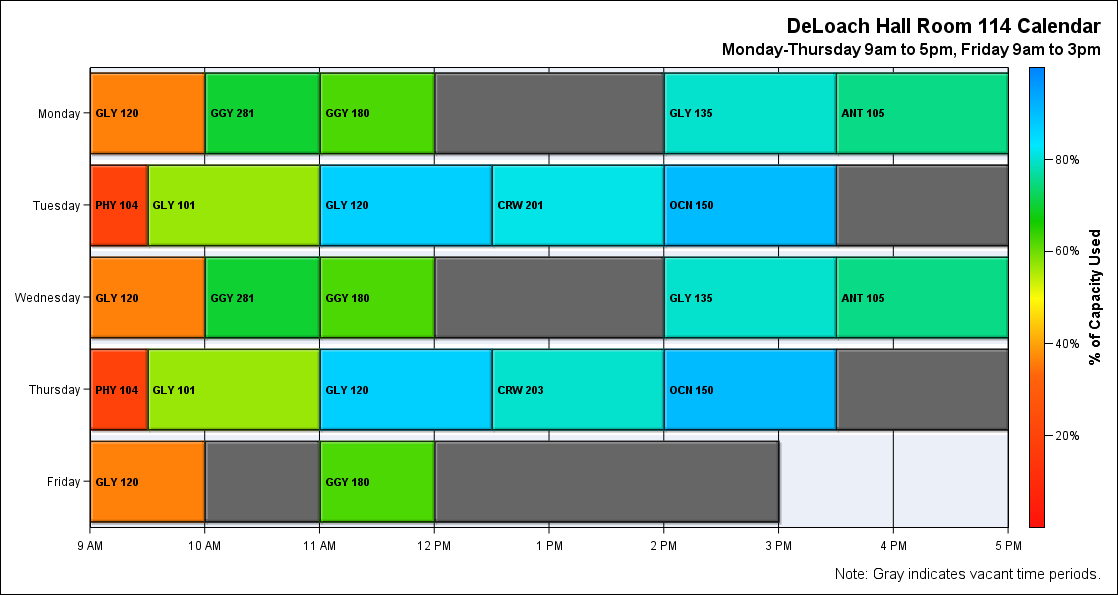 DeLoach Hall Room 114 Calendar
Monday-Thursday 9am to 5pm, Friday 9am to 3pm
Monday GLY 120 GGY 281 GGY 180 GLY 135 ANT 105
Tuesday PHY 104 GLY 101 GLY 120 CRW 201 OCN 150
Wednesday GLY 120 GGY 281 GGY 180 GLY 135 ANT 105
Thursday PHY 104 GLY 101 GLY 120 CRW 203 OCN 150
Friday GLY 120 GGY 180
9 AM 10 AM 11 AM 12 PM 1 PM 2 PM 3 PM 4 PM 5 PM
80%
60%
40%
20%
% of Capacity Used
Note: Gray indicates vacant time periods.